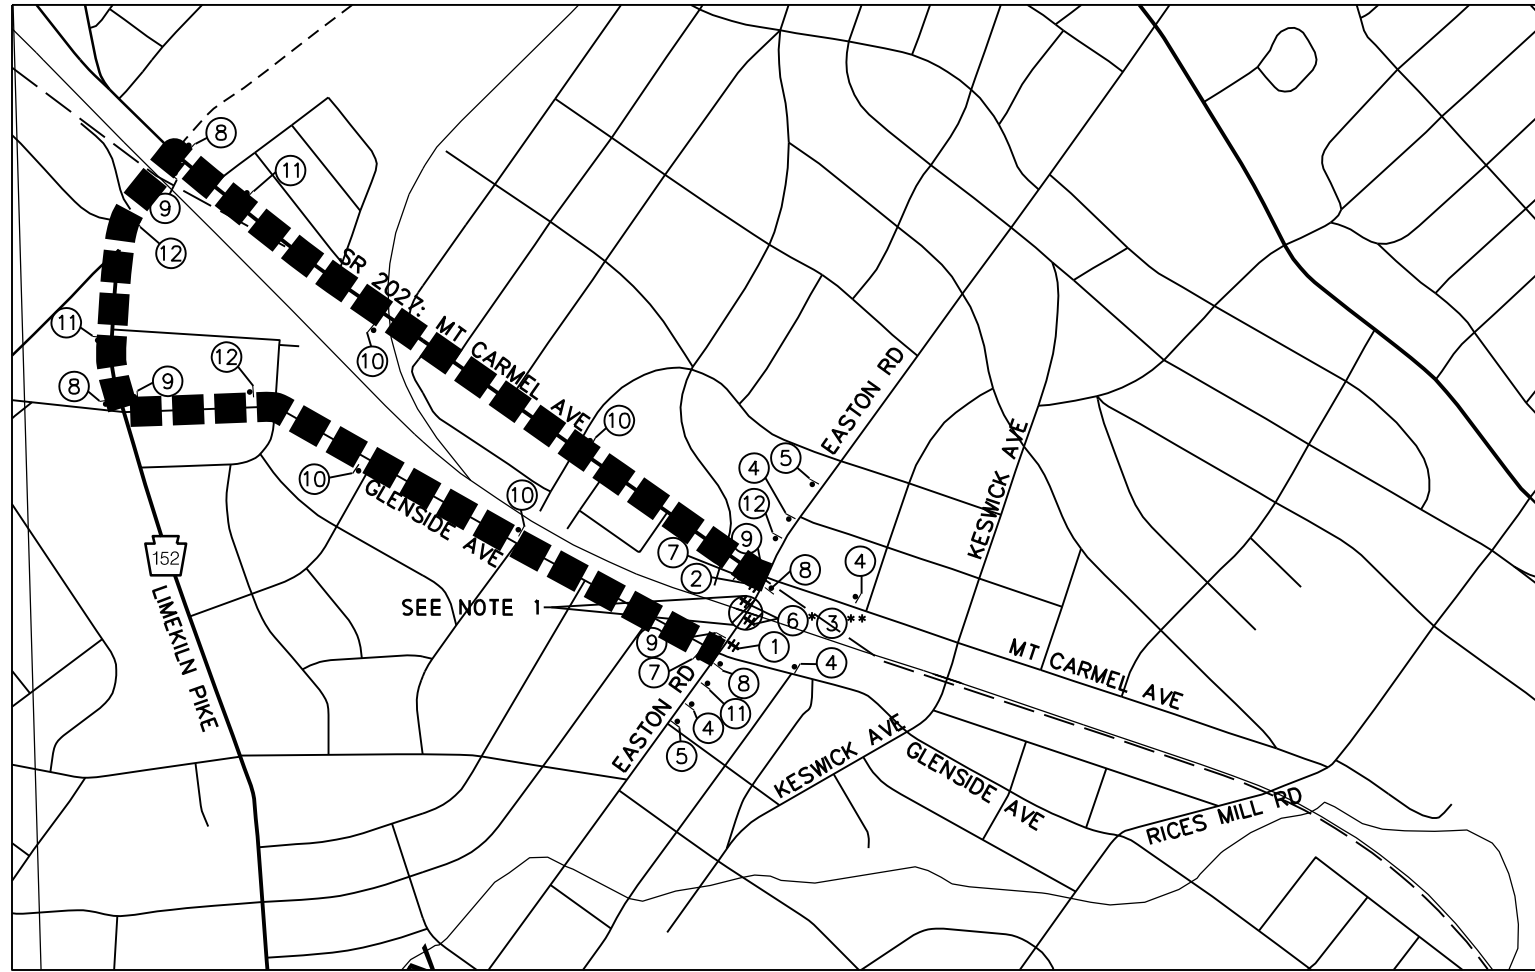 8
11
9
12
SR 2027: MT CARMEL AVE
11
10
12
8
9
10
10
EASTON RD
KESWICK AVE
5
4
12
10
10
GLENSIDE AVE
9
7
2
8
4
152
LIMEKILN PIKE
SEE NOTE 1
6*
3**
9
1
7
4
8
MT CARMEL AVE
11
4
EASTON RD
5
KESWICK AVE
GLENSIDE AVE
RICES MILL RD